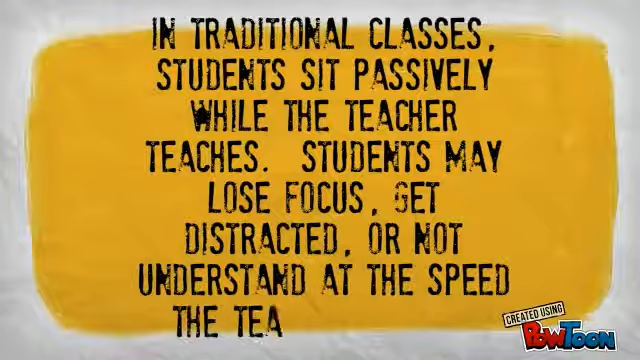 IN TRADITIONAL CLASSES,
STUDENTS SIT PASSIVELY
WHILE THE TEACHER
TEACHES. STUDENTS MAY
LOSE FOCUS, GET
DISTRACTED, OR NOT
UNDERSTAND AT THE SPEED
THE TEA
CREATED USING
POWTOON